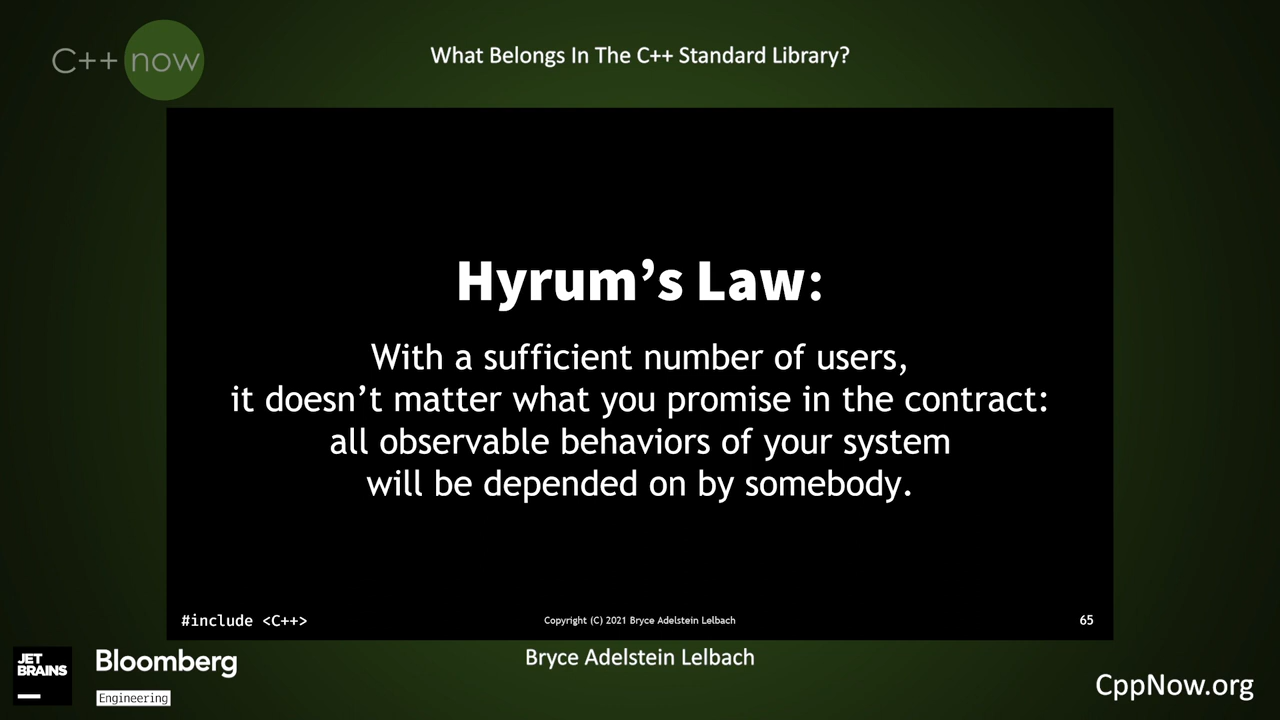 C++ now
What Belongs In The C++ Standard Library?
Hyrum’s Law:
With a sufficient number of users,
it doesn’t matter what you promise in the contract:
all observable behaviors of your system
will be depended on by somebody.
#include <C++>
Copyright (C) 2021 Bryce Adelstein Lelbach
65
JET
BRAINS
Bloomberg
Engineering
Bryce Adelstein Lelbach
CppNow.org